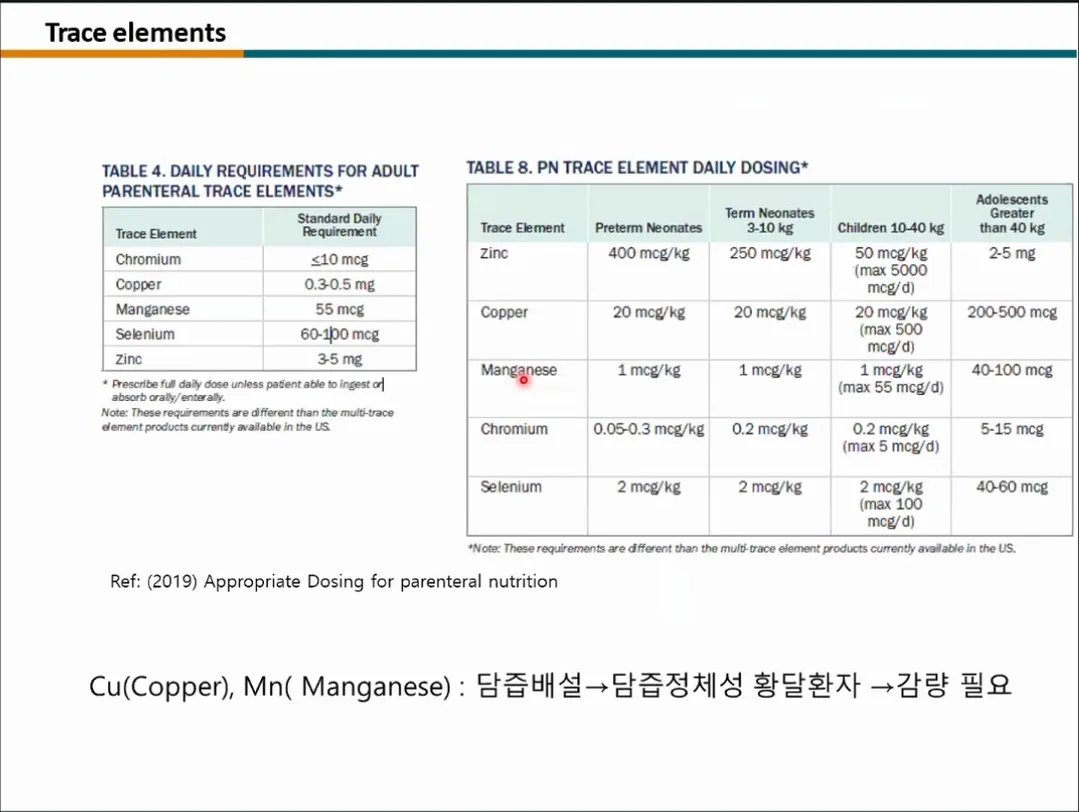 Trace elements
TABLE 4. DAILY REQUIREMENTS FOR ADULT
PARENTERAL TRACE ELEMENTS*
Trace Element
Standard Daily
Requirement
Chromium ≤10 mcg
Copper 0.3-0.5 mg
Manganese 55 mcg
Selenium 60-100 mcg
Zinc 3-5 mg
* Prescribe full daily dose unless patient able to ingest or
absorb orally/enterally.
Note: These requirements are different than the multi-trace
element products currently available in the US.
TABLE 8. PN TRACE ELEMENT DAILY DOSING*
Trace Element
Preterm Neonates
Term Neonates
3-10 kg
Children 10-40 kg
Adolescents
Greater
than 40 kg
Zinc 400 mcg/kg 250 mcg/kg 50 mcg/kg 2-5 mg
(max 5000
mcg/d)
Copper 20 mcg/kg 20 mcg/kg 20 mcg/kg 200-500 mcg
(max 500
mcg/d)
Manganese 1 mcg/kg 1 mcg/kg 1 mcg/kg 40-100 mcg
(max 55 mcg/d)
Chromium 0.05-0.3 mcg/kg 0.2 mcg/kg 0.2 mcg/kg 5-15 mcg
(max 5 mcg/d)
Selenium 2 mcg/kg 2 mcg/kg 2 mcg/kg 40-60 mcg
(max 100
mcg/d)
*Note: These requirements are different than the multi-trace element products currently available in the US.
Ref: (2019) Appropriate Dosing for parenteral nutrition
Cu(Copper), Mn( Manganese) : 담즙배설→담즙정체성 황달환자 →감량 필요